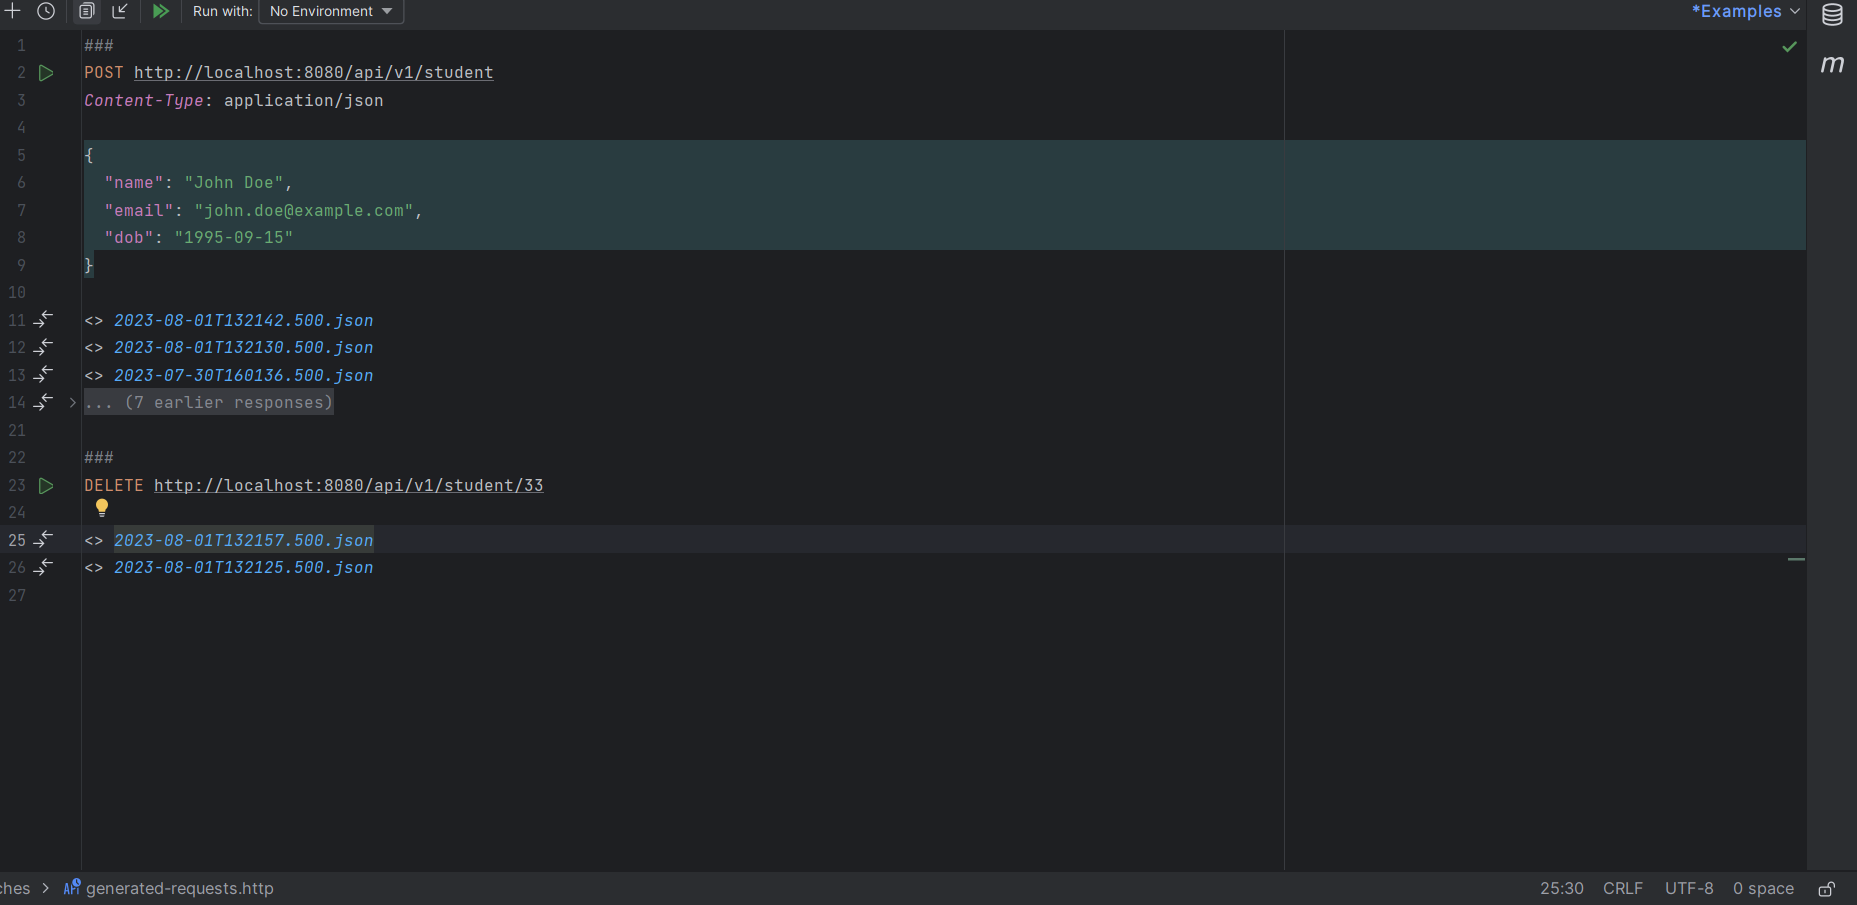 Run with: No Environment *Examples
1 ###
2 POST http://localhost:8080/api/v1/student
3 Content-Type: application/json
4
5 {
6 "name": "John Doe",
7 "email": "john.doe@example.com",
8 "dob": "1995-09-15"
9 }
10
11 <> 2023-08-01T132142.500.json
12 <> 2023-08-01T132130.500.json
13 <> 2023-07-30T160136.500.json
14 ... (7 earlier responses)
21
22 ###
23 DELETE http://localhost:8080/api/v1/student/33
24
25 <> 2023-08-01T132157.500.json
26 <> 2023-08-01T132125.500.json
27
m
ches > API generated-requests.http 25:30 CRLF UTF-8 0 space